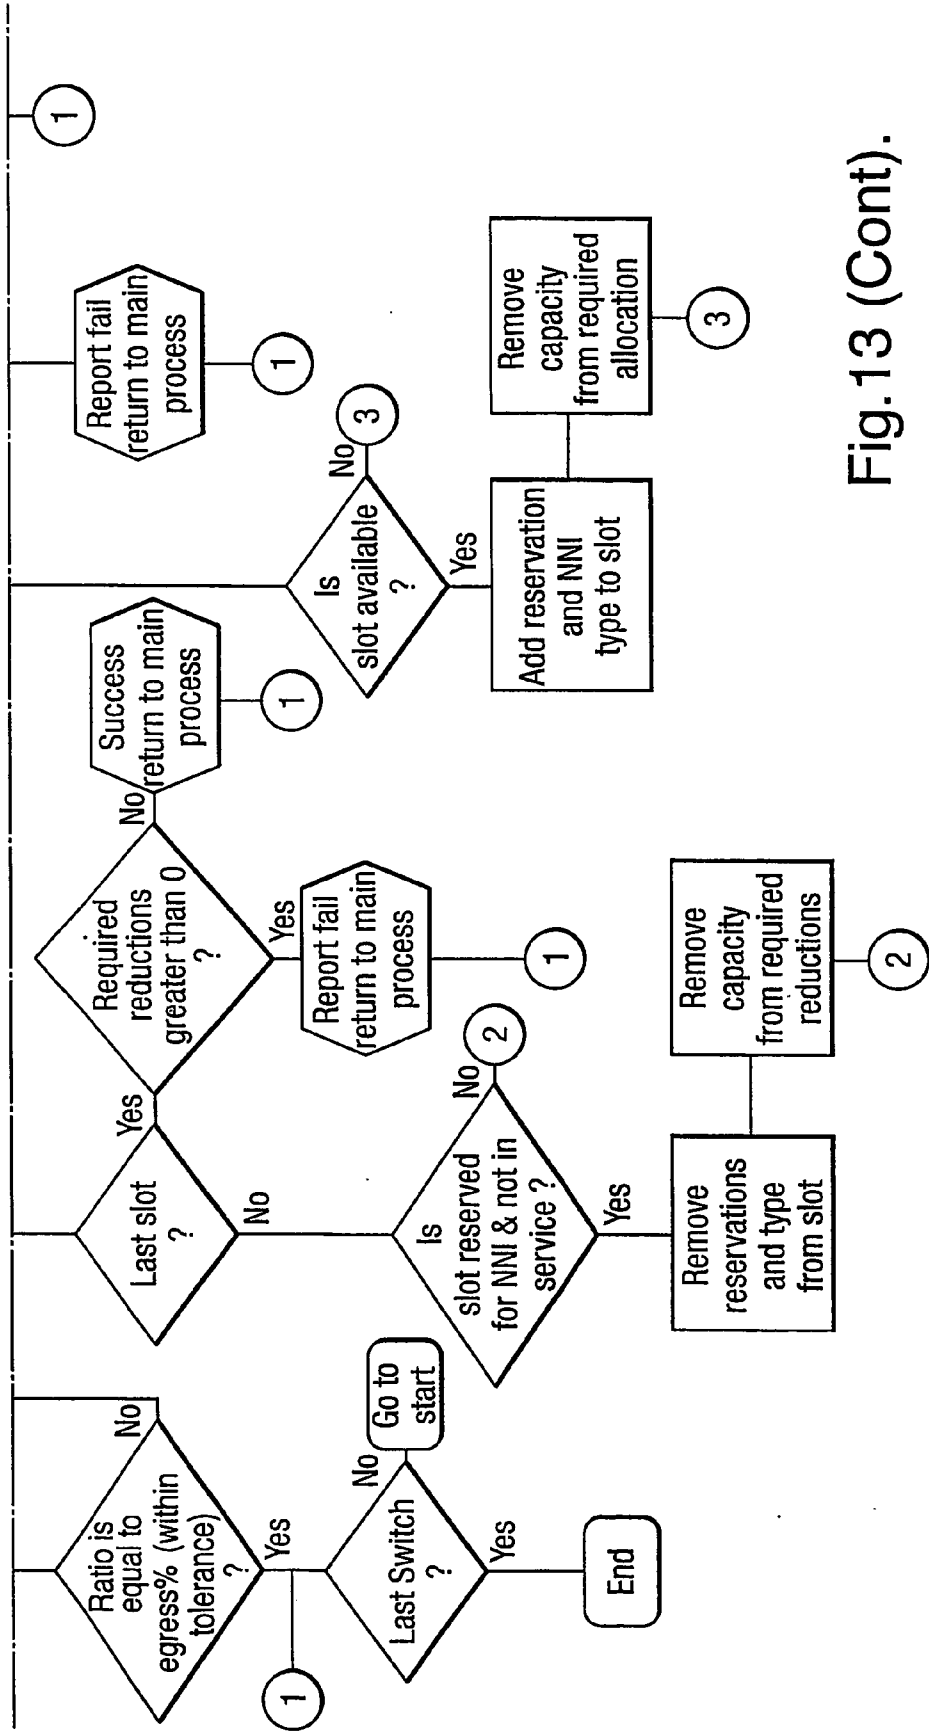 Ratio is
equal to
egress% (within
tolerance)
?
No
Yes
1
Last Switch
?
No
Go to
start
Yes
End
Last slot
?
Yes
No
Required
reductions
greater than 0
?
No
Success
return to main
process
1
Yes
Report fail
return to main
process
1
Is
slot reserved
for NNI & not in
service ?
No
2
Yes
Remove
reservations
and type
from slot
Remove
capacity
from required
reductions
2
Report fail
return to main
process
1
Is
slot available
?
No
3
Yes
Add reservation
and NNI
type to slot
Remove
capacity
from required
allocation
3
1
Fig.13 (Cont).